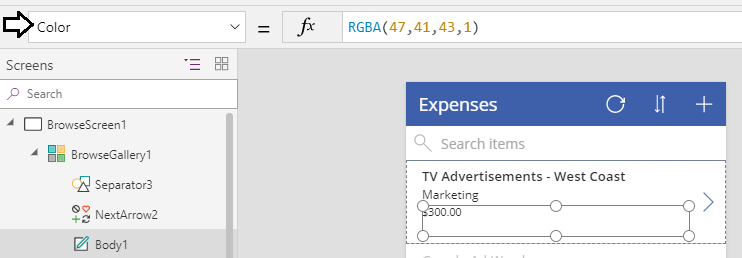 Color
=
fx
RGBA(47,41,43,1)
Screens
Search
BrowseScreen1
BrowseGallery1
Separator3
NextArrow2
Body1
Expenses
Search items
TV Advertisements - West Coast
Marketing
$300.00